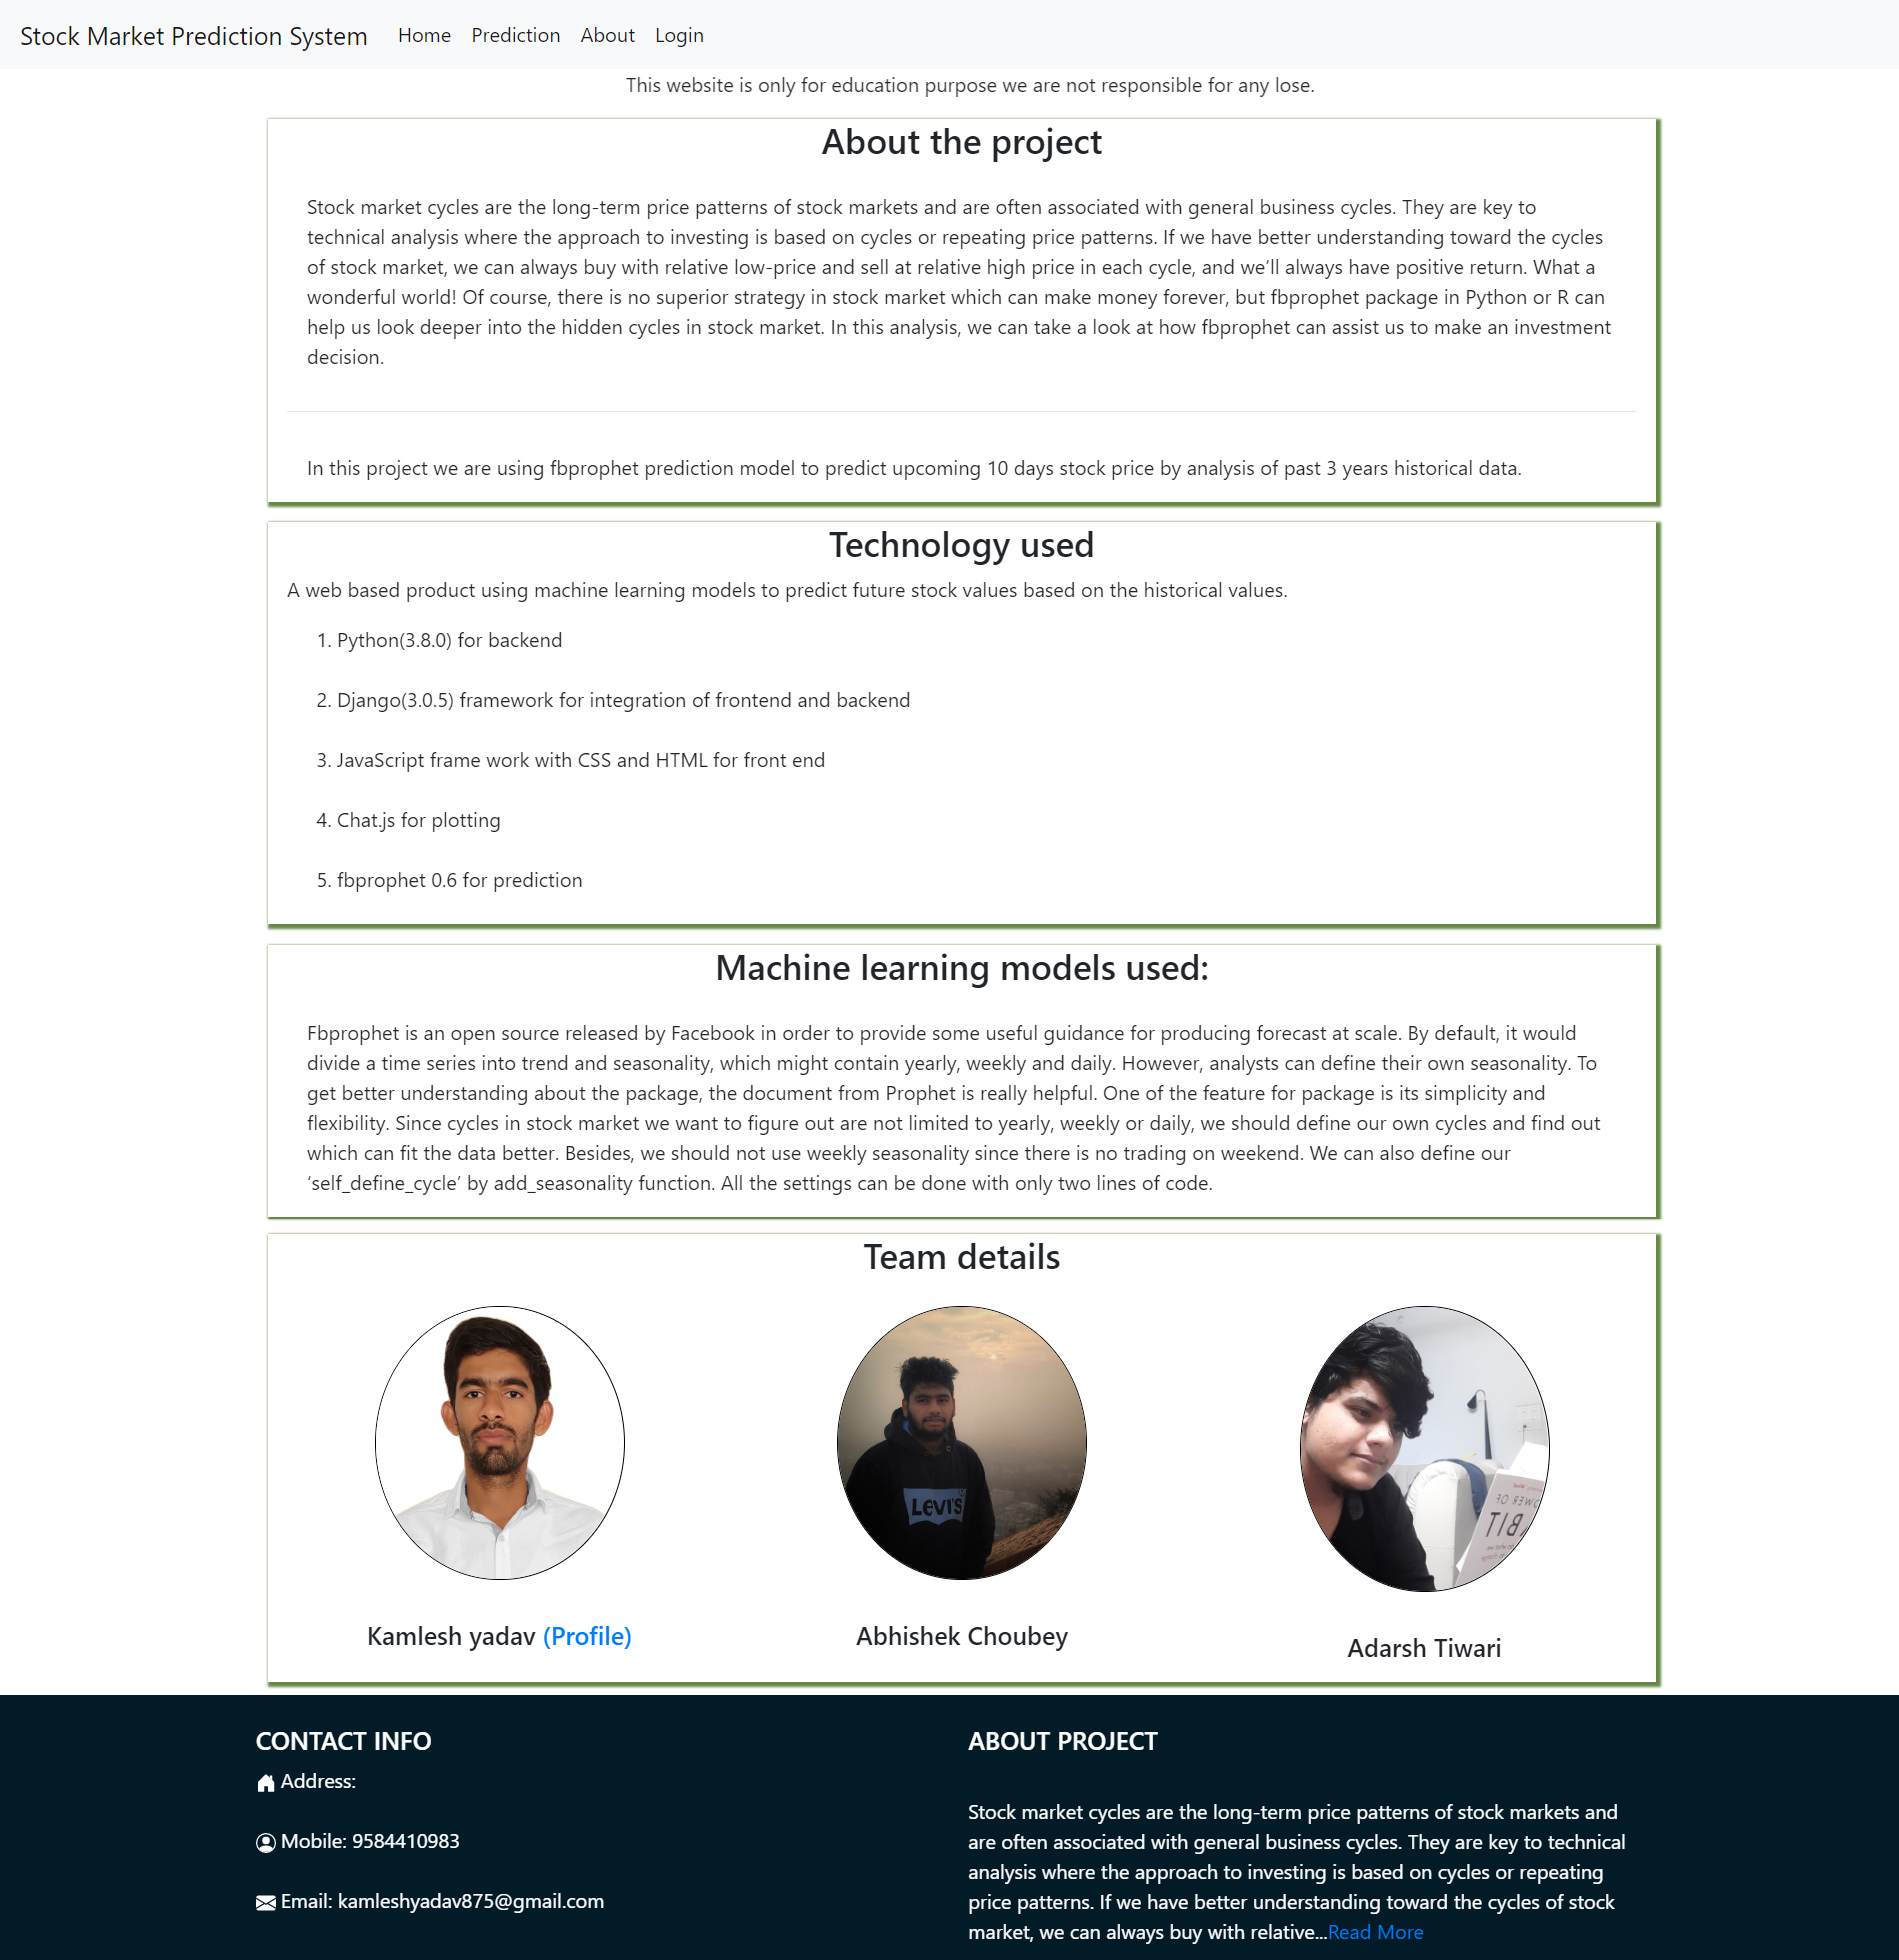 Stock Market Prediction System Home Prediction About Login
This website is only for education purpose we are not responsible for any lose.
About the project
Stock market cycles are the long-term price patterns of stock markets and are often associated with general business cycles. They are key to
technical analysis where the approach to investing is based on cycles or repeating price patterns. If we have better understanding toward the cycles
of stock market, we can always buy with relative low-price and sell at relative high price in each cycle, and we’ll always have positive return. What a
wonderful world! Of course, there is no superior strategy in stock market which can make money forever, but fbprophet package in Python or R can
help us look deeper into the hidden cycles in stock market. In this analysis, we can take a look at how fbprophet can assist us to make an investment
decision.
In this project we are using fbprophet prediction model to predict upcoming 10 days stock price by analysis of past 3 years historical data.
Technology used
A web based product using machine learning models to predict future stock values based on the historical values.
1. Python(3.8.0) for backend
2. Django(3.0.5) framework for integration of frontend and backend
3. JavaScript frame work with CSS and HTML for front end
4. Chat.js for plotting
5. fbprophet 0.6 for prediction
Machine learning models used:
Fbprophet is an open source released by Facebook in order to provide some useful guidance for producing forecast at scale. By default, it would
divide a time series into trend and seasonality, which might contain yearly, weekly and daily. However, analysts can define their own seasonality. To
get better understanding about the package, the document from Prophet is really helpful. One of the feature for package is its simplicity and
flexibility. Since cycles in stock market we want to figure out are not limited to yearly, weekly or daily, we should define our own cycles and find out
which can fit the data better. Besides, we should not use weekly seasonality since there is no trading on weekend. We can also define our
‘self_define_cycle’ by add_seasonality function. All the settings can be done with only two lines of code.
Team details
LEVI'S
WER OF
BIT
Kamlesh yadav (Profile)
Abhishek Choubey
Adarsh Tiwari
CONTACT INFO
Address:
Mobile: 9584410983
Email: kamleshyadav875@gmail.com
ABOUT PROJECT
Stock market cycles are the long-term price patterns of stock markets and
are often associated with general business cycles. They are key to technical
analysis where the approach to investing is based on cycles or repeating
price patterns. If we have better understanding toward the cycles of stock
market, we can always buy with relative...Read More